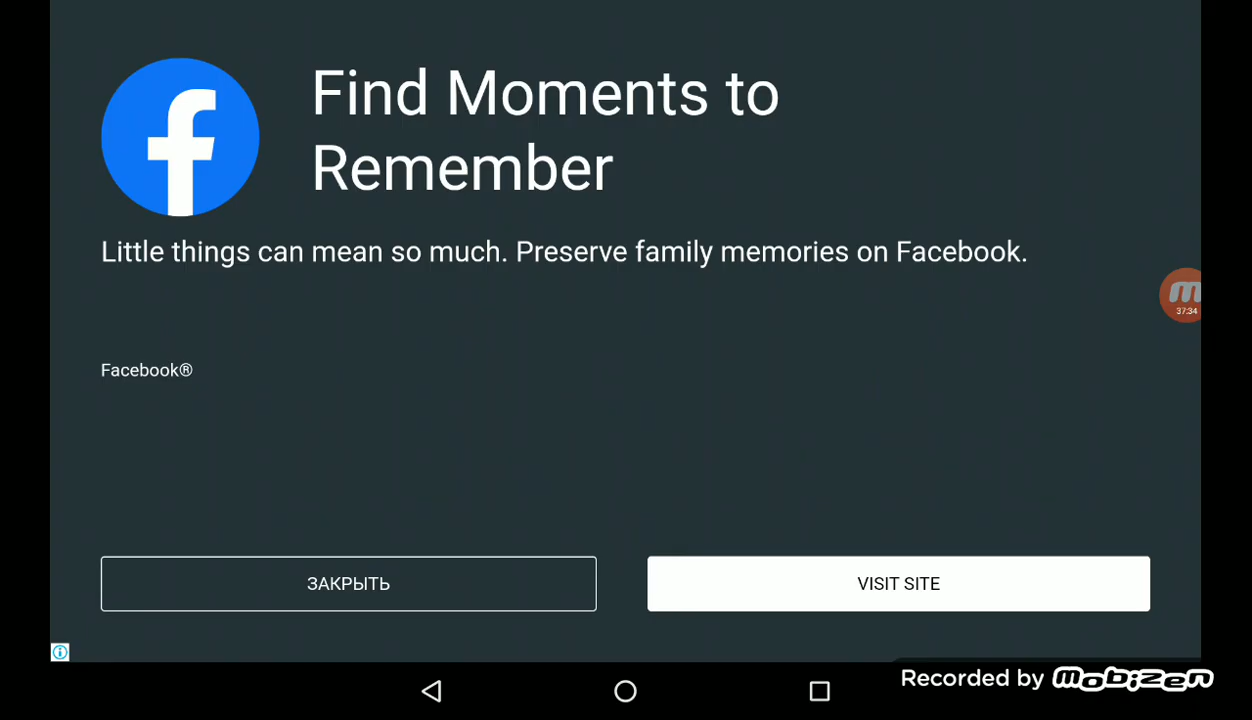 Find Moments to
Remember
Little things can mean so much. Preserve family memories on Facebook.
37:34
Facebook®
ЗАКРЫТЬ
VISIT SITE
Recorded by mobizen